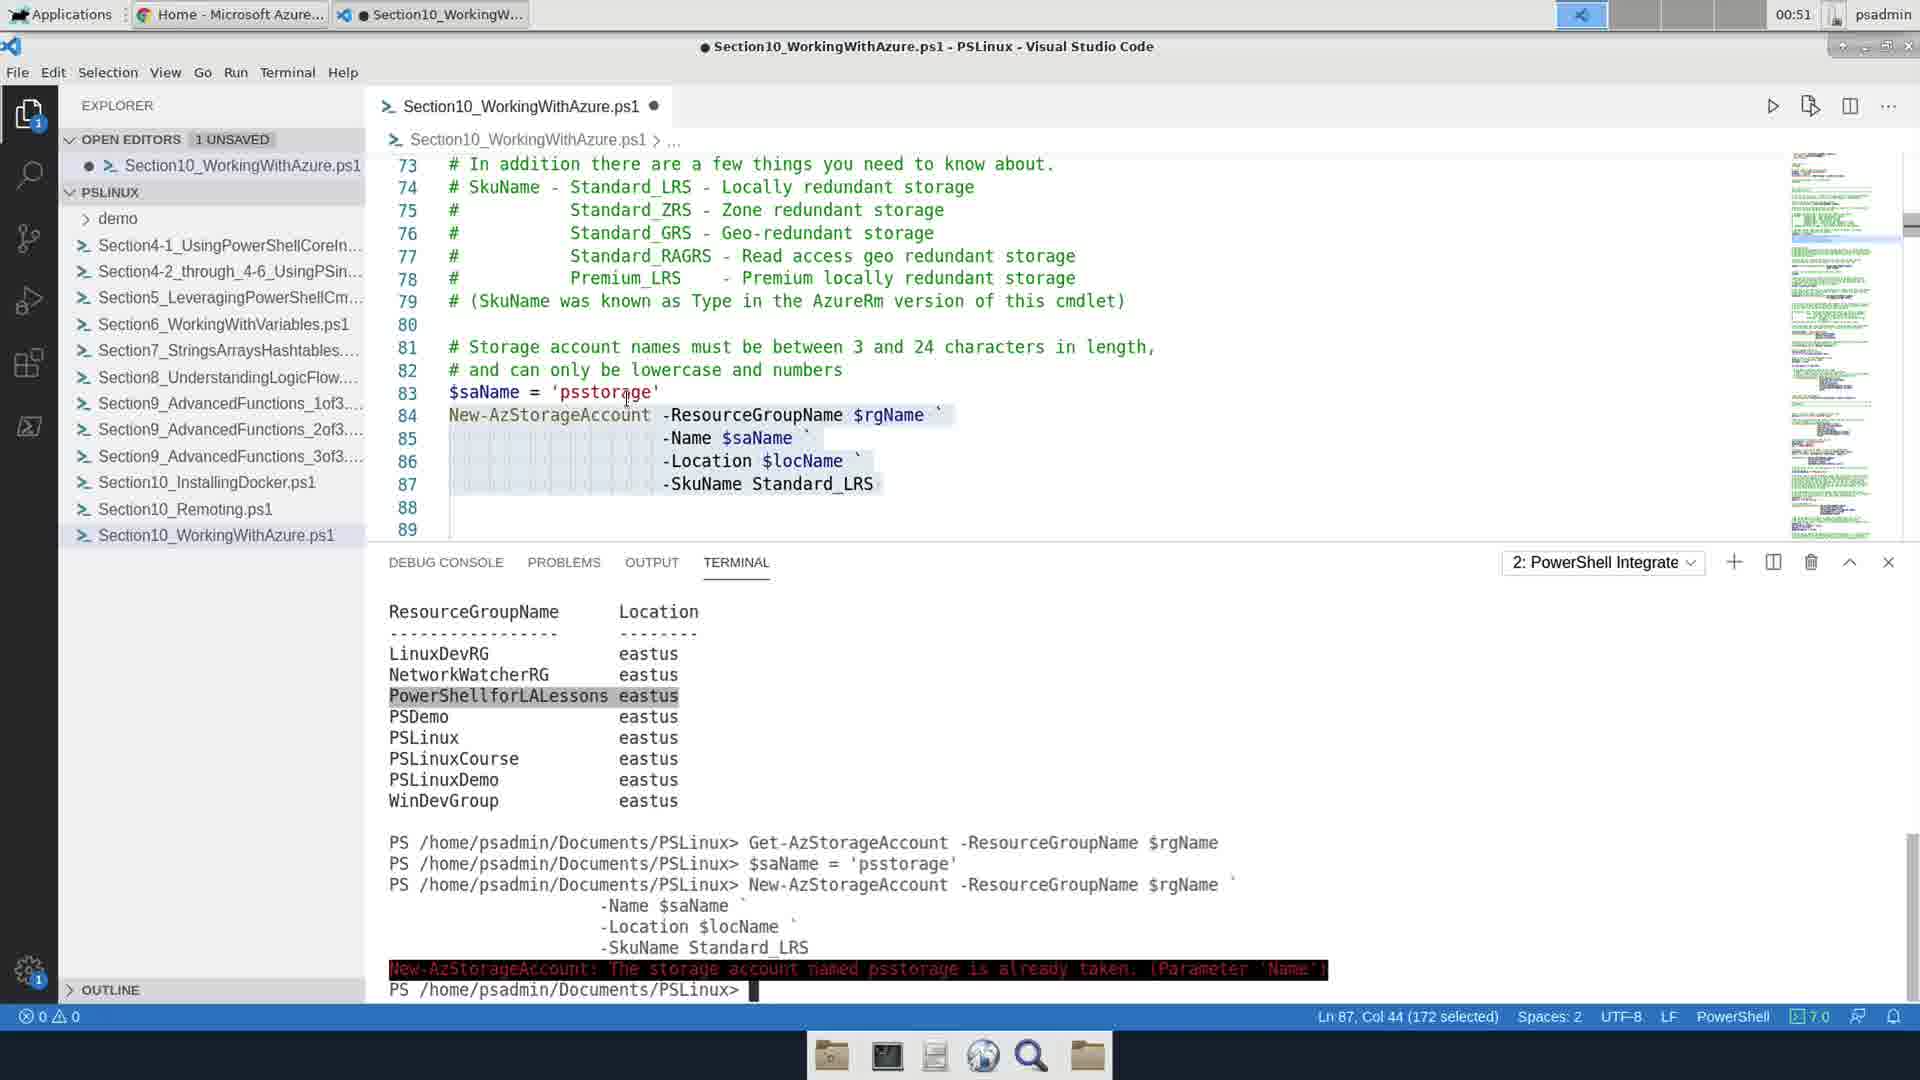 Applications
Home - Microsoft Azure...
● Section10_WorkingW...
00:51
psadmin
● Section10_WorkingWithAzure.ps1 - PSLinux - Visual Studio Code
File Edit Selection View Go Run Terminal Help
EXPLORER
OPEN EDITORS 1 UNSAVED
● Section10_WorkingWithAzure.ps1
PSLINUX
demo
Section4-1_UsingPowerShellCoreIn...
Section4-2_through_4-6_UsingPSin...
Section5_LeveragingPowerShellCm...
Section6_WorkingWithVariables.ps1
Section7_StringsArraysHashtables....
Section8_UnderstandingLogicFlow....
Section9_AdvancedFunctions_1of3....
Section9_AdvancedFunctions_2of3....
Section9_AdvancedFunctions_3of3....
Section10_InstallingDocker.ps1
Section10_Remoting.ps1
Section10_WorkingWithAzure.ps1
OUTLINE
1
1
Section10_WorkingWithAzure.ps1 ●
Section10_WorkingWithAzure.ps1 > ...
73 # In addition there are a few things you need to know about.
74 # SkuName - Standard_LRS - Locally redundant storage
75 # Standard_ZRS - Zone redundant storage
76 # Standard_GRS - Geo-redundant storage
77 # Standard_RAGRS - Read access geo redundant storage
78 # Premium_LRS - Premium locally redundant storage
79 # (SkuName was known as Type in the AzureRm version of this cmdlet)
80
81 # Storage account names must be between 3 and 24 characters in length,
82 # and can only be lowercase and numbers
83 $saName = 'psstorage'
84 New-AzStorageAccount -ResourceGroupName $rgName `
85 -Name $saName `
86 -Location $locName `
87 -SkuName Standard_LRS
88
89
DEBUG CONSOLE PROBLEMS OUTPUT TERMINAL
2: PowerShell Integrate
ResourceGroupName Location
----------------- --------
LinuxDevRG eastus
NetworkWatcherRG eastus
PowerShellforLALessons eastus
PSDemo eastus
PSLinux eastus
PSLinuxCourse eastus
PSLinuxDemo eastus
WinDevGroup eastus
PS /home/psadmin/Documents/PSLinux> Get-AzStorageAccount -ResourceGroupName $rgName
PS /home/psadmin/Documents/PSLinux> $saName = 'psstorage'
PS /home/psadmin/Documents/PSLinux> New-AzStorageAccount -ResourceGroupName $rgName `
-Name $saName `
-Location $locName `
-SkuName Standard_LRS
New-AzStorageAccount: The storage account named psstorage is already taken. (Parameter 'Name')
PS /home/psadmin/Documents/PSLinux>
0 0
Ln 87, Col 44 (172 selected) Spaces: 2 UTF-8 LF PowerShell 7.0